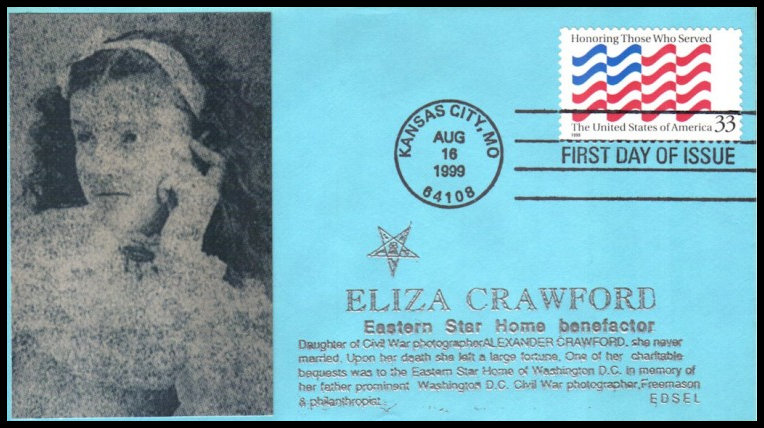 Honoring Those Who Served
The United States of America 33
1999
KANSAS CITY, MO
AUG
16
1999
64108
FIRST DAY OF ISSUE
ELIZA CRAWFORD
Eastern Star Home benefactor
Daughter of Civil War photographerALEXANDER CRAWFORD, she never
married. Upon her death she left a large fortune. One of her charitable
bequests was to the Eastern Star Home of Washington D.C. in memory of
her father prominent Washington D.C. Civil War photographer,Freemason
& philanthropist.
EDSEL